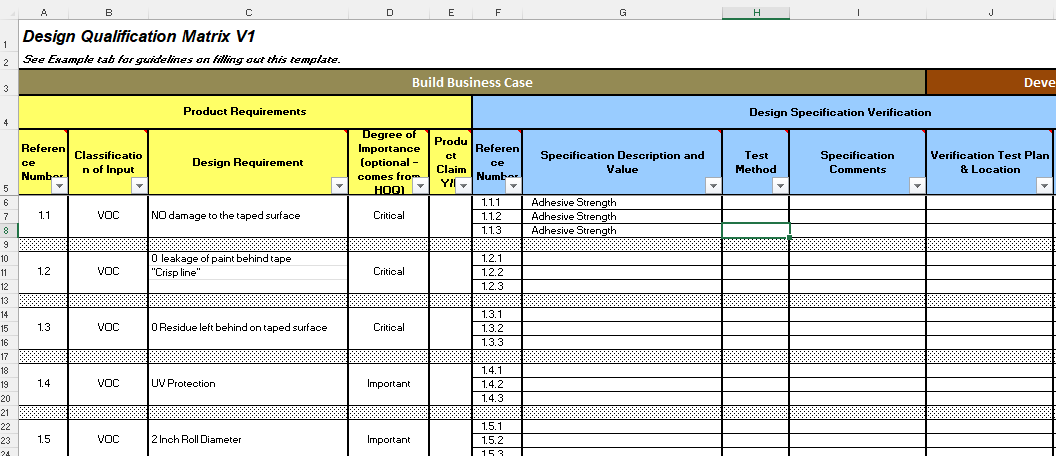 A B C D E F G H I J
1 Design Qualification Matrix V1
2 See Example tab for guidelines on filling out this template.
3 Build Business Case Deve
4 Product Requirements Design Specification Verification
5
Referen
ce
Number
Classificatio
n of Input
Design Requirement
Degree of
Importance
(optional -
comes from
HOQ)
Produ
ct
Claim
Y/
Referen
ce
Number
Specification Description and
Value
Test
Method
Specification
Comments
Verification Test Plan
& Location
6 1.1.1 Adhesive Strength
7 1.1 VOC NO damage to the taped surface Critical 1.1.2 Adhesive Strength
8 1.1.3 Adhesive Strength
9
10 0 leakage of paint behind tape 1.2.1
11 1.2 VOC "Crisp line" Critical 1.2.2
12 1.2.3
13
14 1.3.1
15 1.3 VOC 0 Residue left behind on taped surface Critical 1.3.2
16 1.3.3
17
18 1.4.1
19 1.4 VOC UV Protection Important 1.4.2
20 1.4.3
21
22 1.5.1
23 1.5 VOC 2 Inch Roll Diameter Important 1.5.2
24 1.5.3